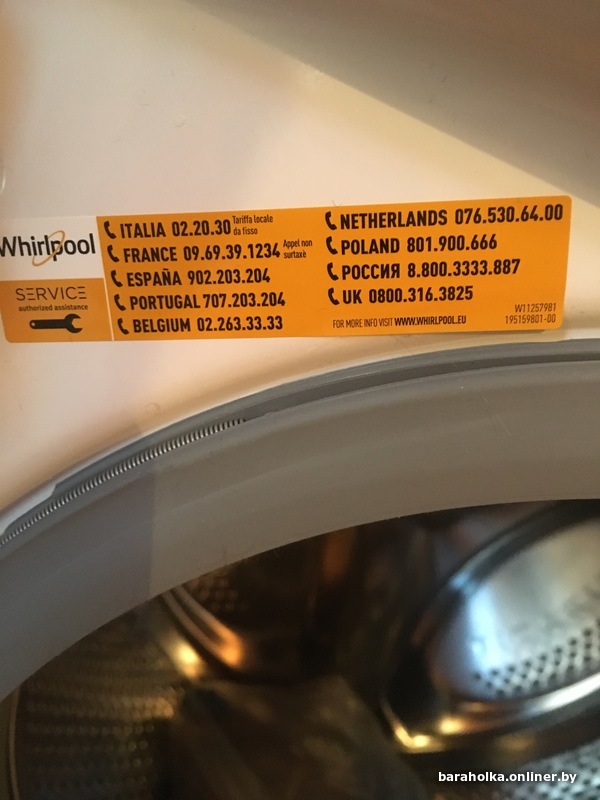 Whirlpool
SERVICE
authorized assistance
ITALIA 02.20.30 Tariffa locale da fisso
FRANCE 09.69.39.1234 Appel non surtaxè
ESPAÑA 902.203.204
PORTUGAL 707.203.204
BELGIUM 02.263.33.33
NETHERLANDS 076.530.64.00
POLAND 801.900.666
РОССИЯ 8.800.3333.887
UK 0800.316.3825
FOR MORE INFO VISIT WWW.WHIRLPOOL.EU
W11257981
195159801-00
baraholka.onliner.by